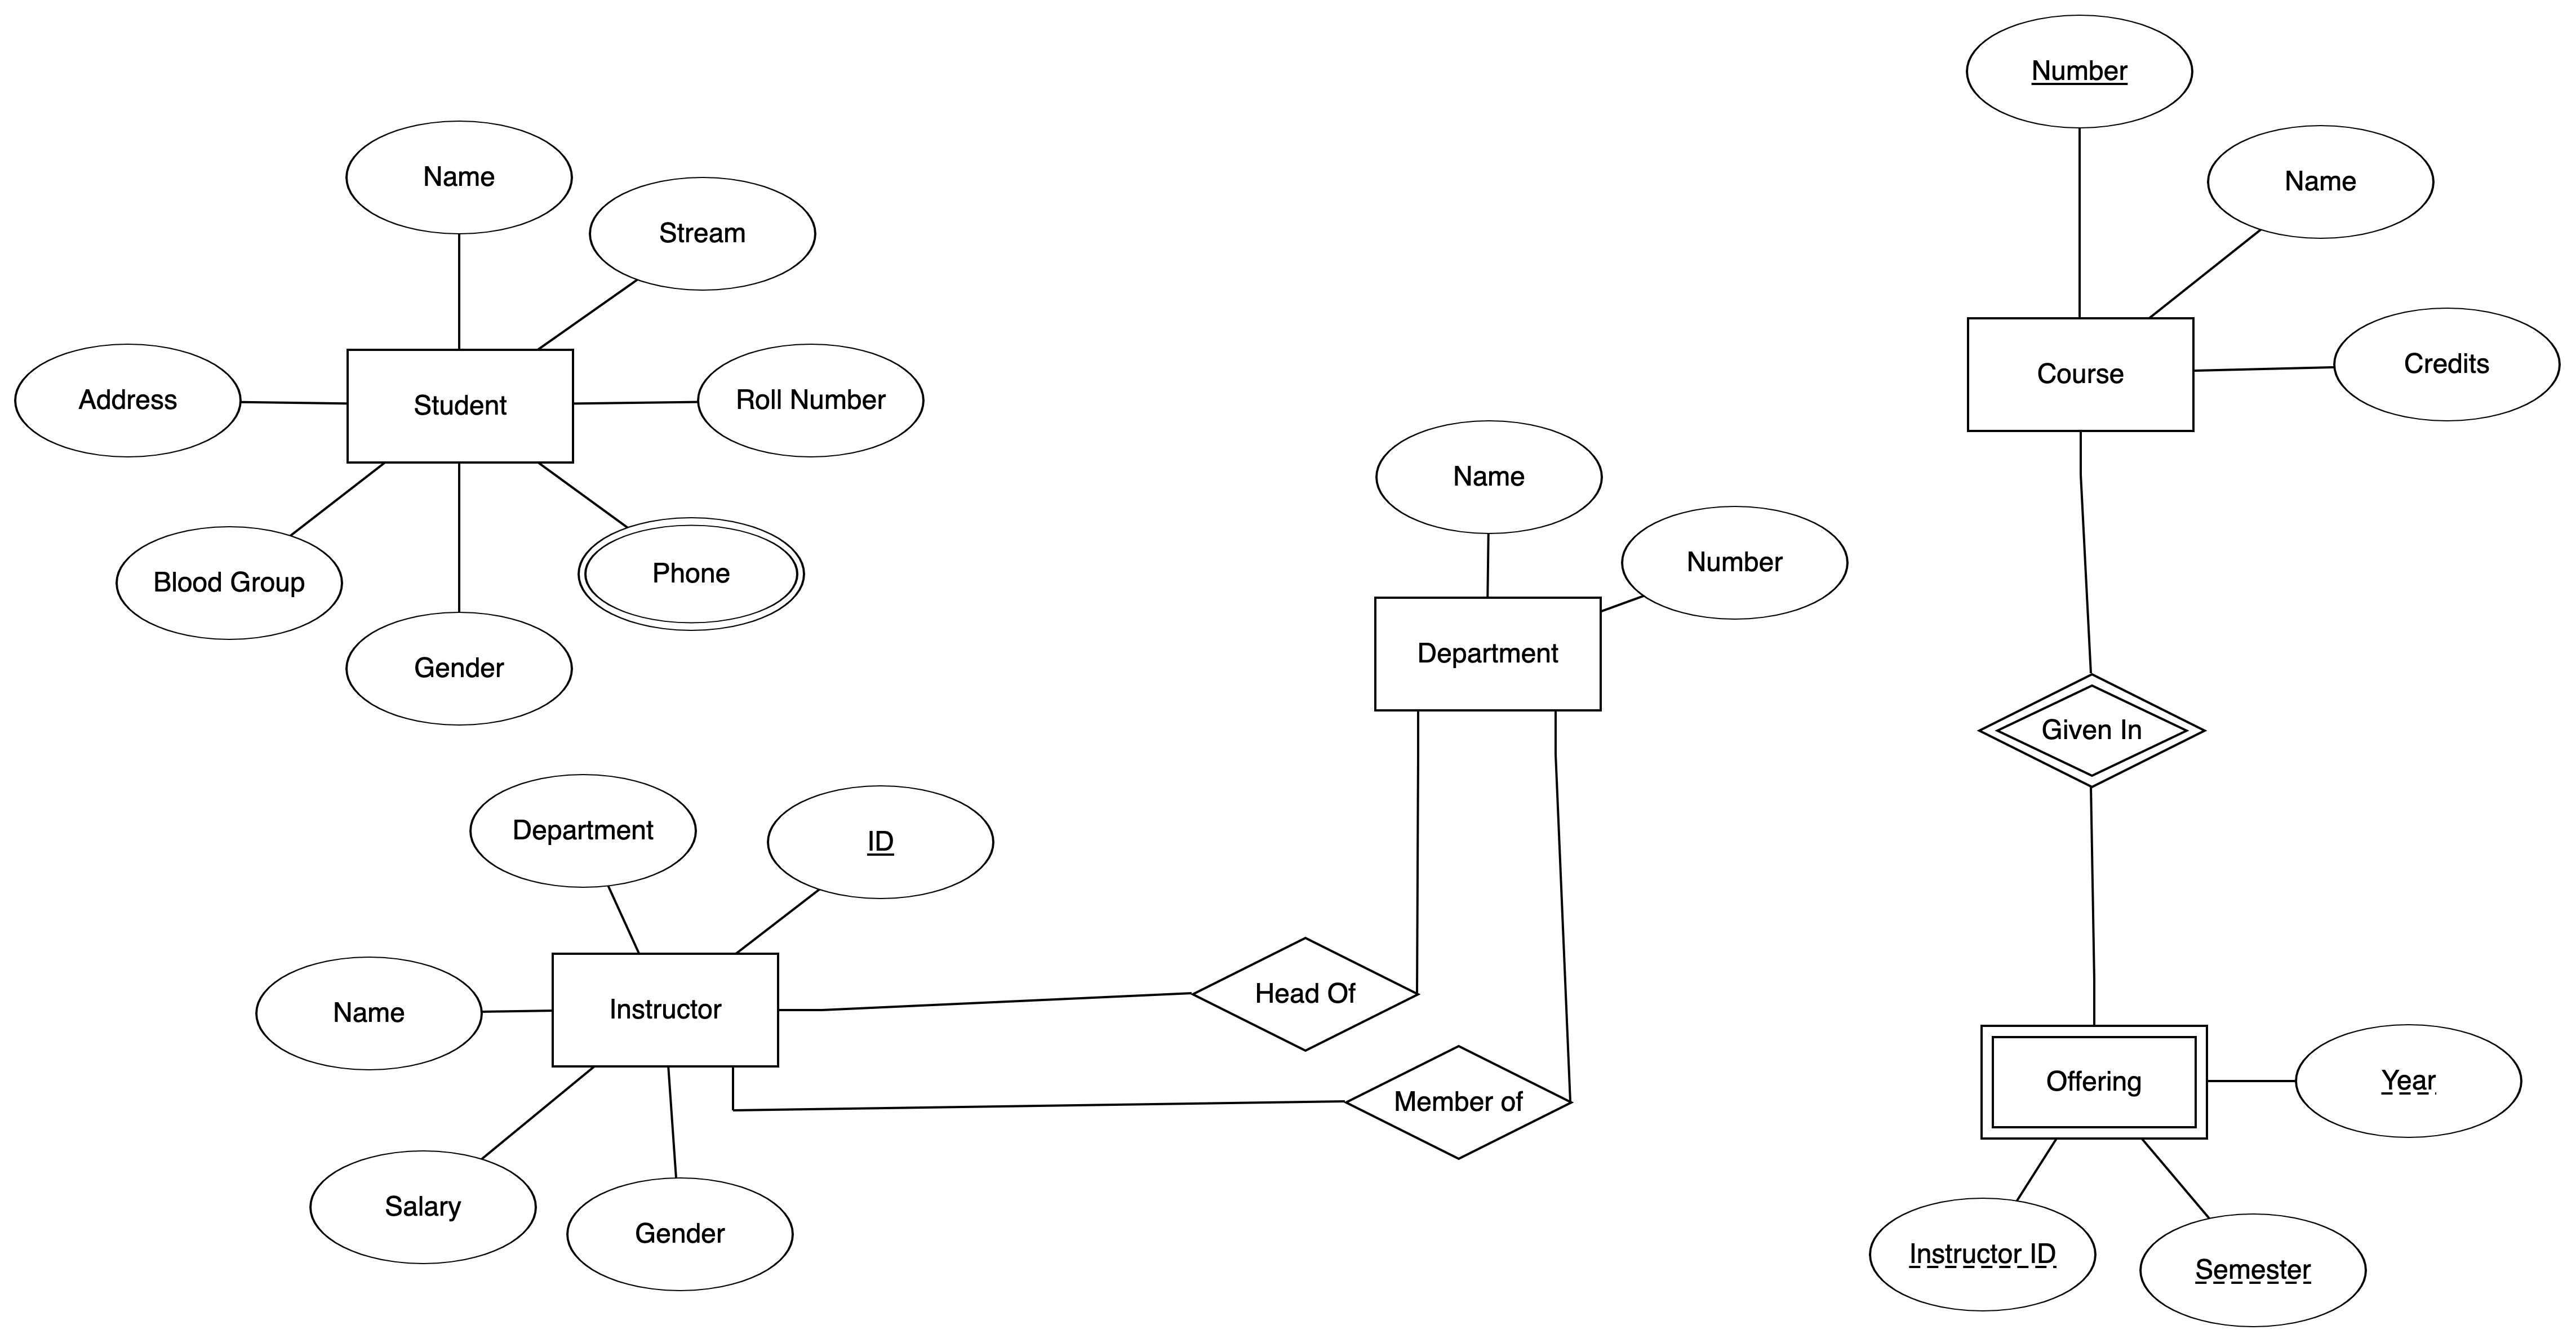 Number
Name
Name
Stream
Credits
Course
Address
Student
Roll Number
Name
Number
Phone
Blood Group
Department
Gender
Given In
Department
ID
Head Of
Instructor
Name
Offering
Year
Member of
Salary
Gender
Instructor ID
Semester